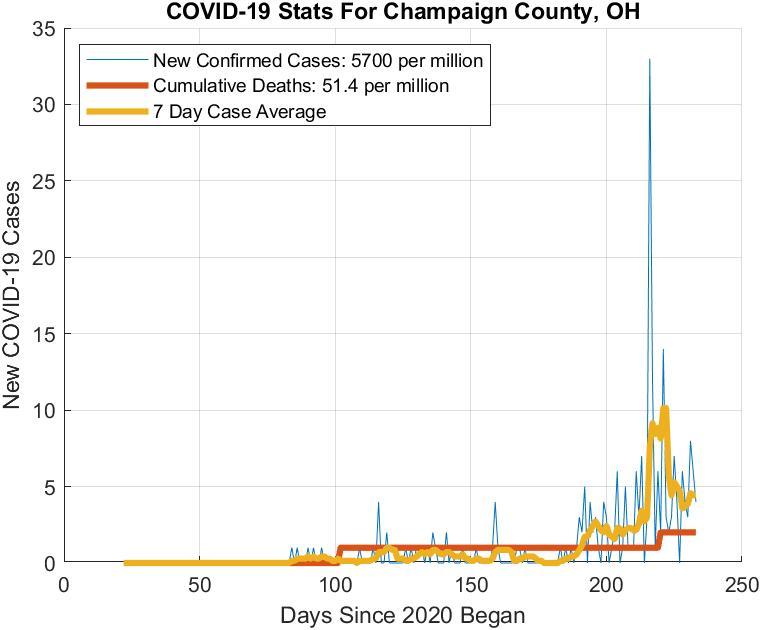 COVID-19 Stats For Champaign County, OH
New Confirmed Cases: 5700 per million
Cumulative Deaths: 51.4 per million
7 Day Case Average
New COVID-19 Cases
35
30
25
20
15
10
5
0
0 50 100 150 200 250
Days Since 2020 Began